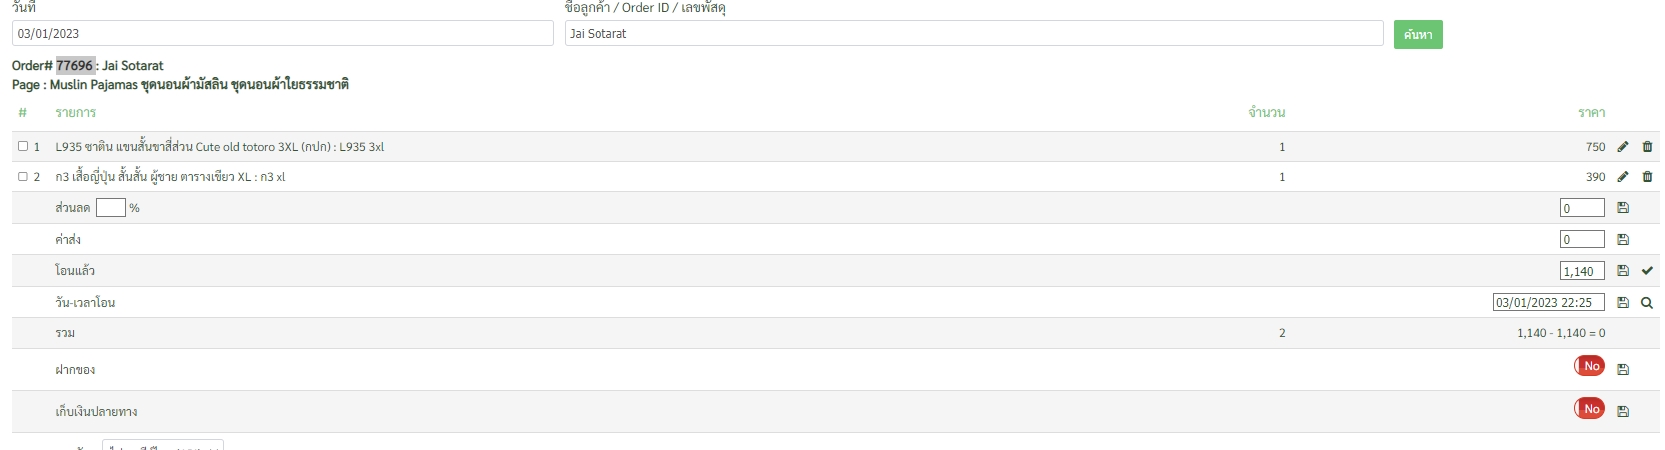 วันที่
ชื่อลูกค้า / Order ID / เลขพัสดุ
03/01/2023
Jai Sotarat
ค้นหา
Order# 77696 : Jai Sotarat
Page : Muslin Pajamas ชุดนอนผ้ามัสลิน ชุดนอนผ้าใยธรรมชาติ
# รายการ จำนวน ราคา
1 L935 ซาติน แขนสั้นขาสี่ส่วน Cute old totoro 3XL (กปก) : L935 3xl 1 750
2 ก3 เสื้อญี่ปุ่น สั้นสั้น ผู้ชาย ตารางเขียว XL : ก3 xl 1 390
ส่วนลด % 0
ค่าส่ง 0
โอนแล้ว 1,140
วัน-เวลาโอน 03/01/2023 22:25
รวม 2 1,140 - 1,140 = 0
ฝากของ No
เก็บเงินปลายทาง No